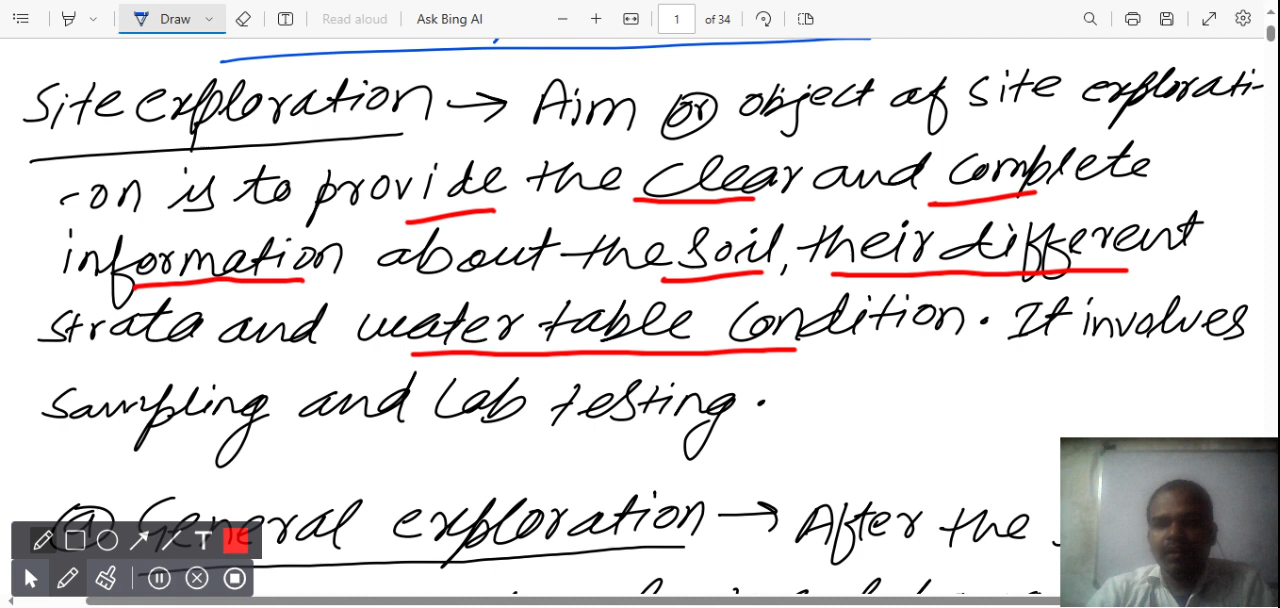 Draw
Read aloud
Ask Bing AI
1
of 34
Site exploration → Aim or object of site explorati-
-on is to provide the clear and complete
information about the soil, their different
strata and water table condition. It involves
sampling and Lab testing.
(a) General exploration → After the
T